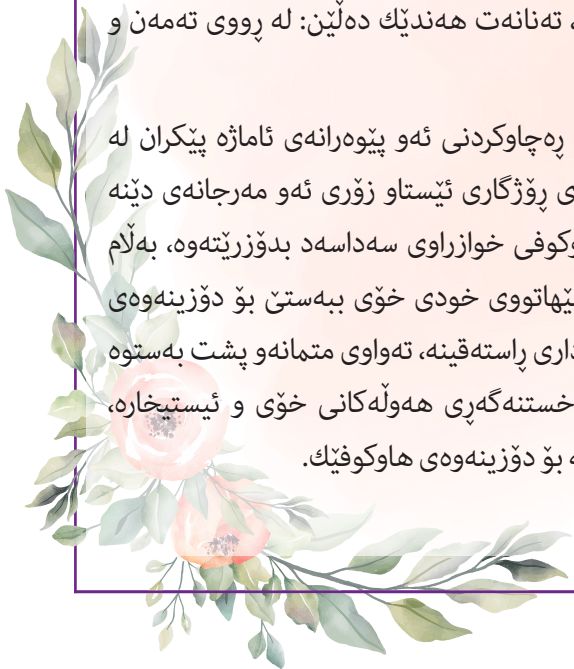 ، تەنانەت هەندێك دەڵێن: لە ڕووی تەمەن و
ڕەچاوکردنی ئەو پێوەرانەی ئاماژە پێکران لە
ی ڕۆژگاری ئێستاو زۆری ئەو مەرجانەی دێنە
وکوفی خوازراوی سەداسەد بدۆزرێتەوە، بەڵام
ێهاتووی خودی خۆی ببەستێ بۆ دۆزینەوەی
داری ڕاستەقینە، تەواوی متمانەو پشت بەستوە
خستنەگەڕی هەوڵەکانی خۆی و ئیستیخارە،
ە بۆ دۆزینەوەی هاوکوفێك.